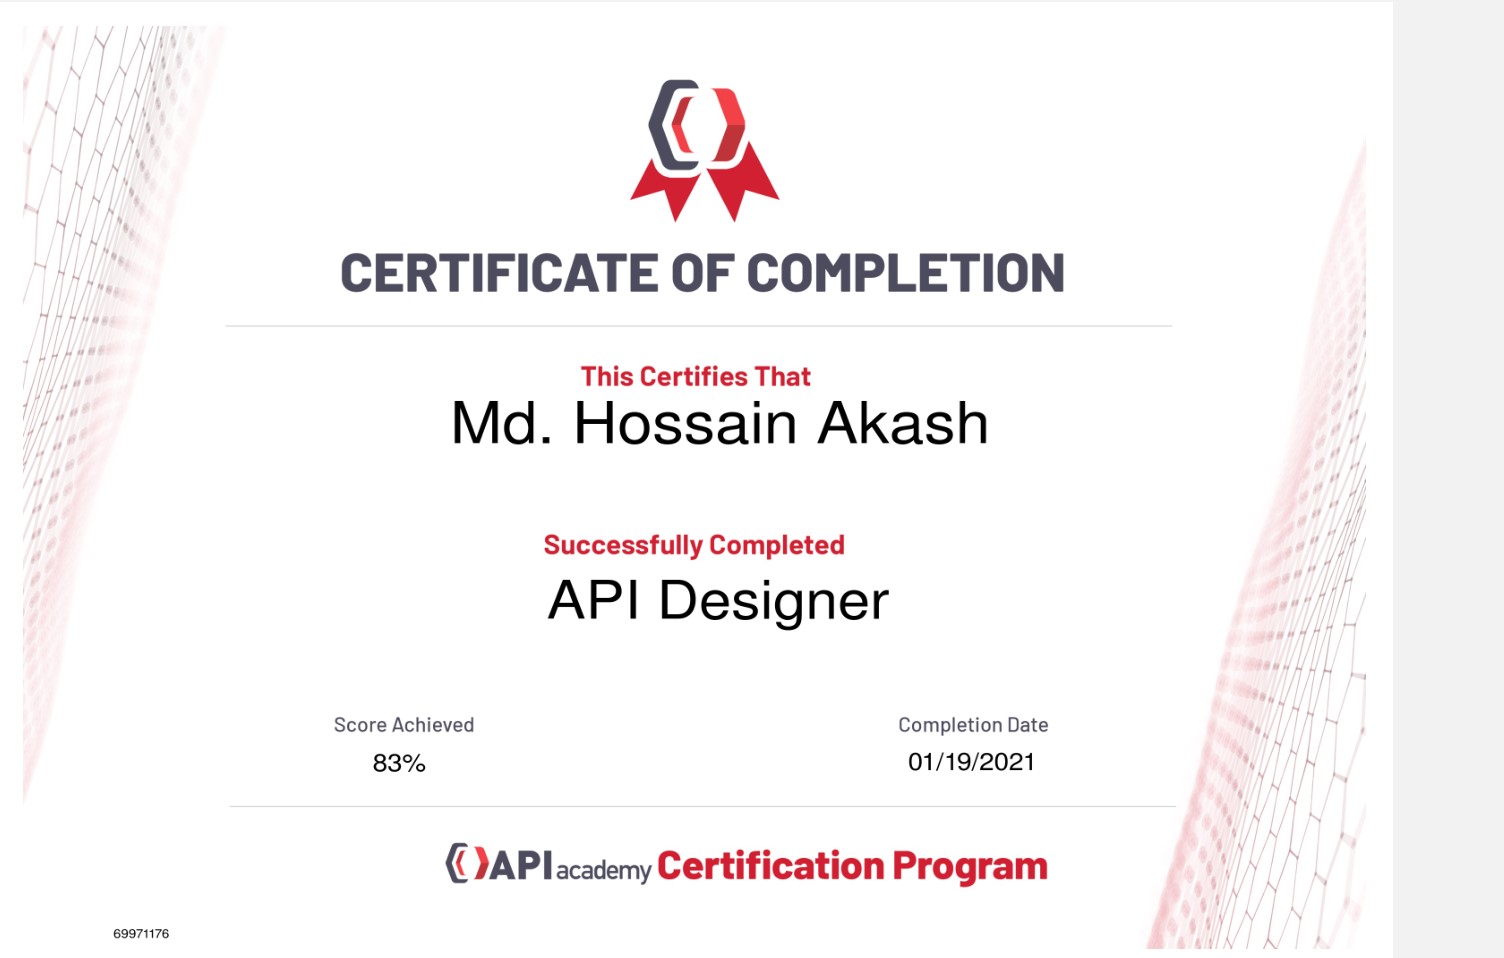 CERTIFICATE OF COMPLETION
This Certifies That
Md. Hossain Akash
Successfully Completed
API Designer
Score Achieved
83%
Completion Date
01/19/2021
API academy Certification Program
69971176